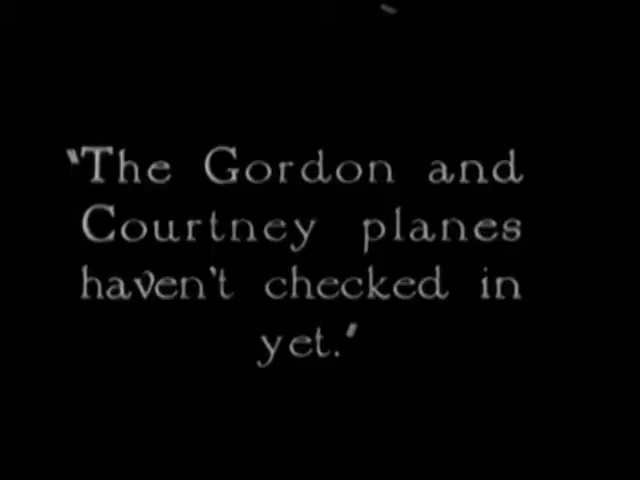 "The Gordon and
Courtney planes
haven't checked in
yet."